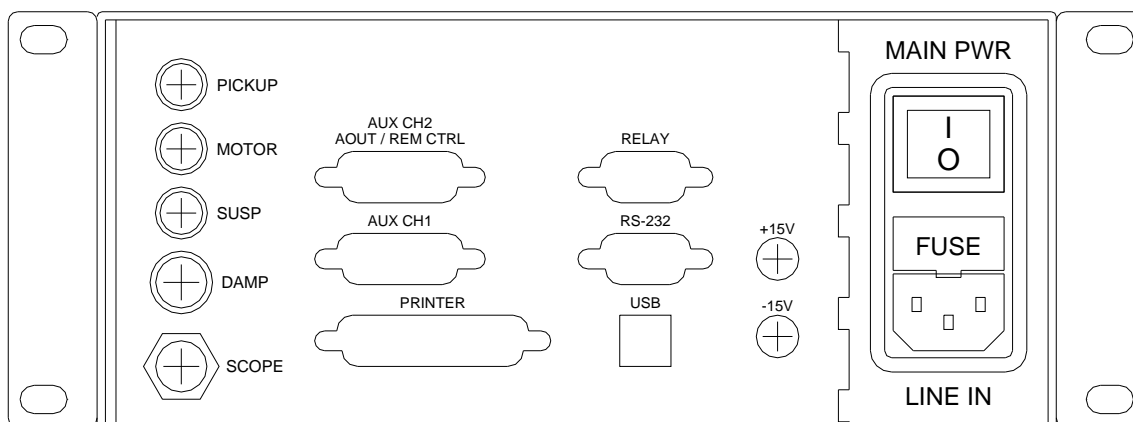 PICKUP
MOTOR
SUSP
DAMP
SCOPE
AUX CH2
AOUT / REM CTRL
AUX CH1
PRINTER
RELAY
RS-232
USB
+15V
-15V
MAIN PWR
I
O
FUSE
LINE IN